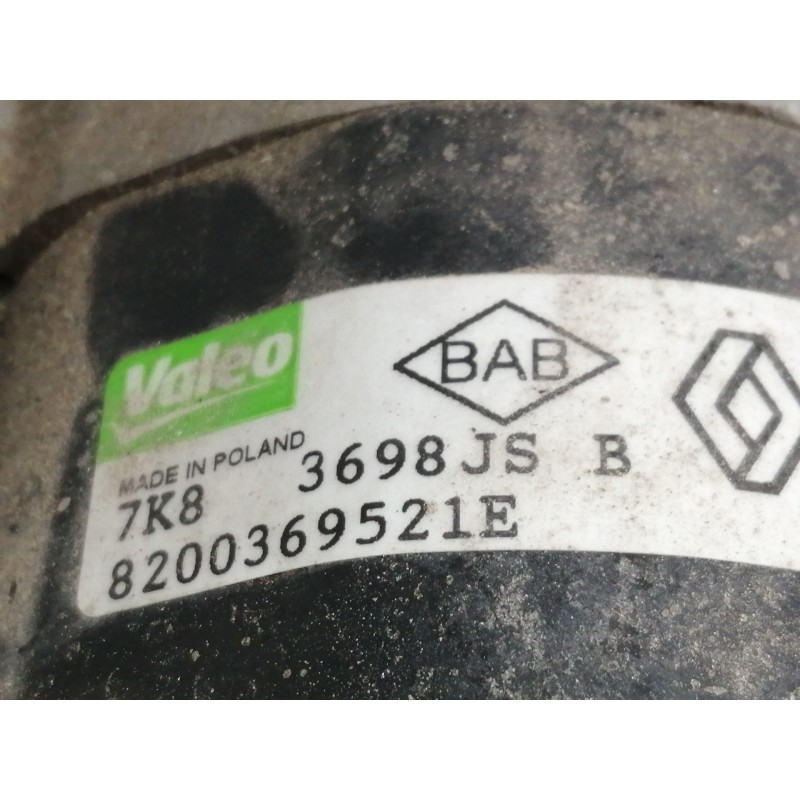 Valeo
BAB
MADE IN POLAND
7K8 3698JS B
8200369521E